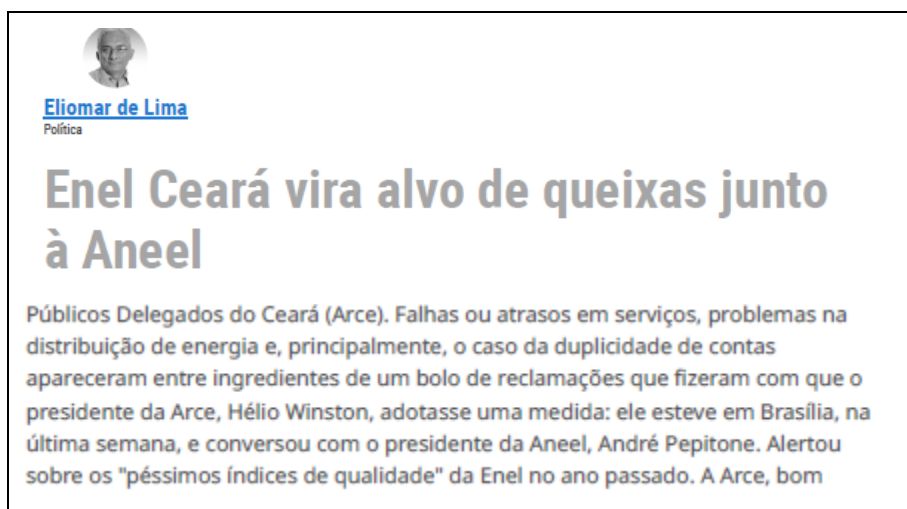 Eliomar de Lima
Política
Enel Ceará vira alvo de queixas junto
à Aneel
Públicos Delegados do Ceará (Arce). Falhas ou atrasos em serviços, problemas na
distribuição de energia e, principalmente, o caso da duplicidade de contas
apareceram entre ingredientes de um bolo de reclamações que fizeram com que o
presidente da Arce, Hélio Winston, adotasse uma medida: ele esteve em Brasília, na
última semana, e conversou com o presidente da Aneel, André Pepitone. Alertou
sobre os "péssimos índices de qualidade" da Enel no ano passado. A Arce, bom